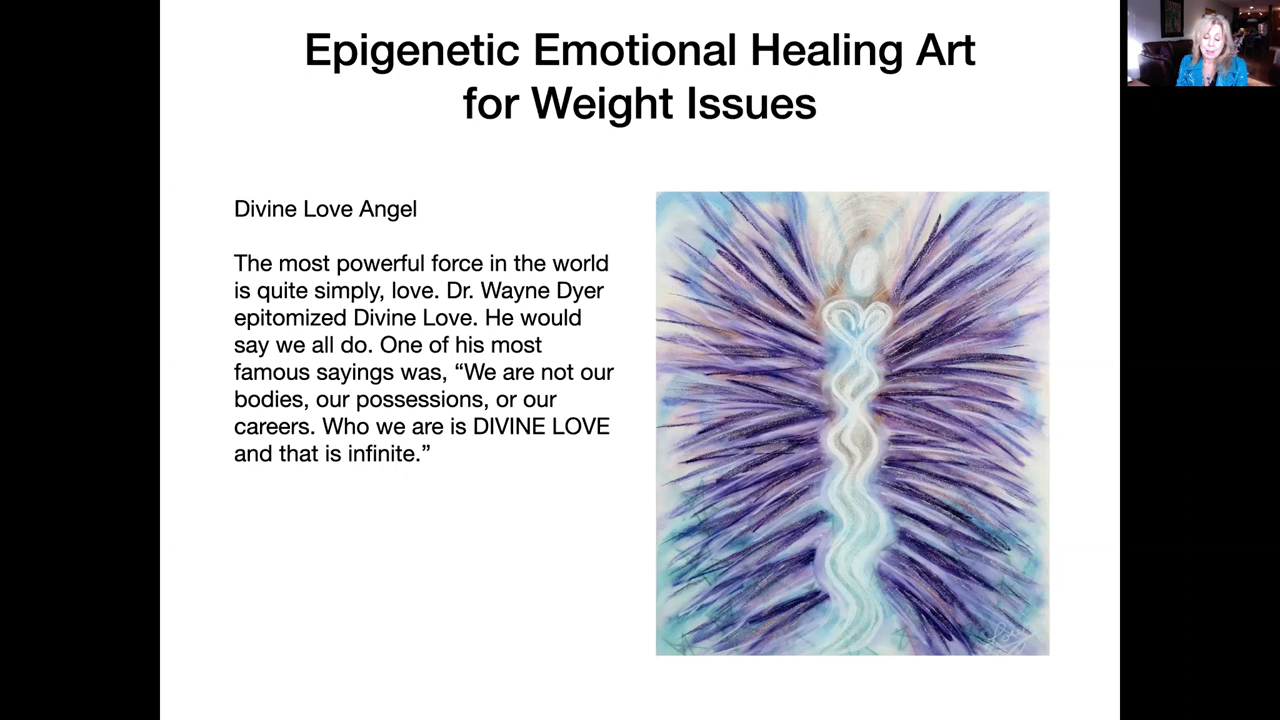 Epigenetic Emotional Healing Art
for Weight Issues
Divine Love Angel
The most powerful force in the world
is quite simply, love. Dr. Wayne Dyer
epitomized Divine Love. He would
say we all do. One of his most
famous sayings was, “We are not our
bodies, our possessions, or our
careers. Who we are is DIVINE LOVE
and that is infinite.”